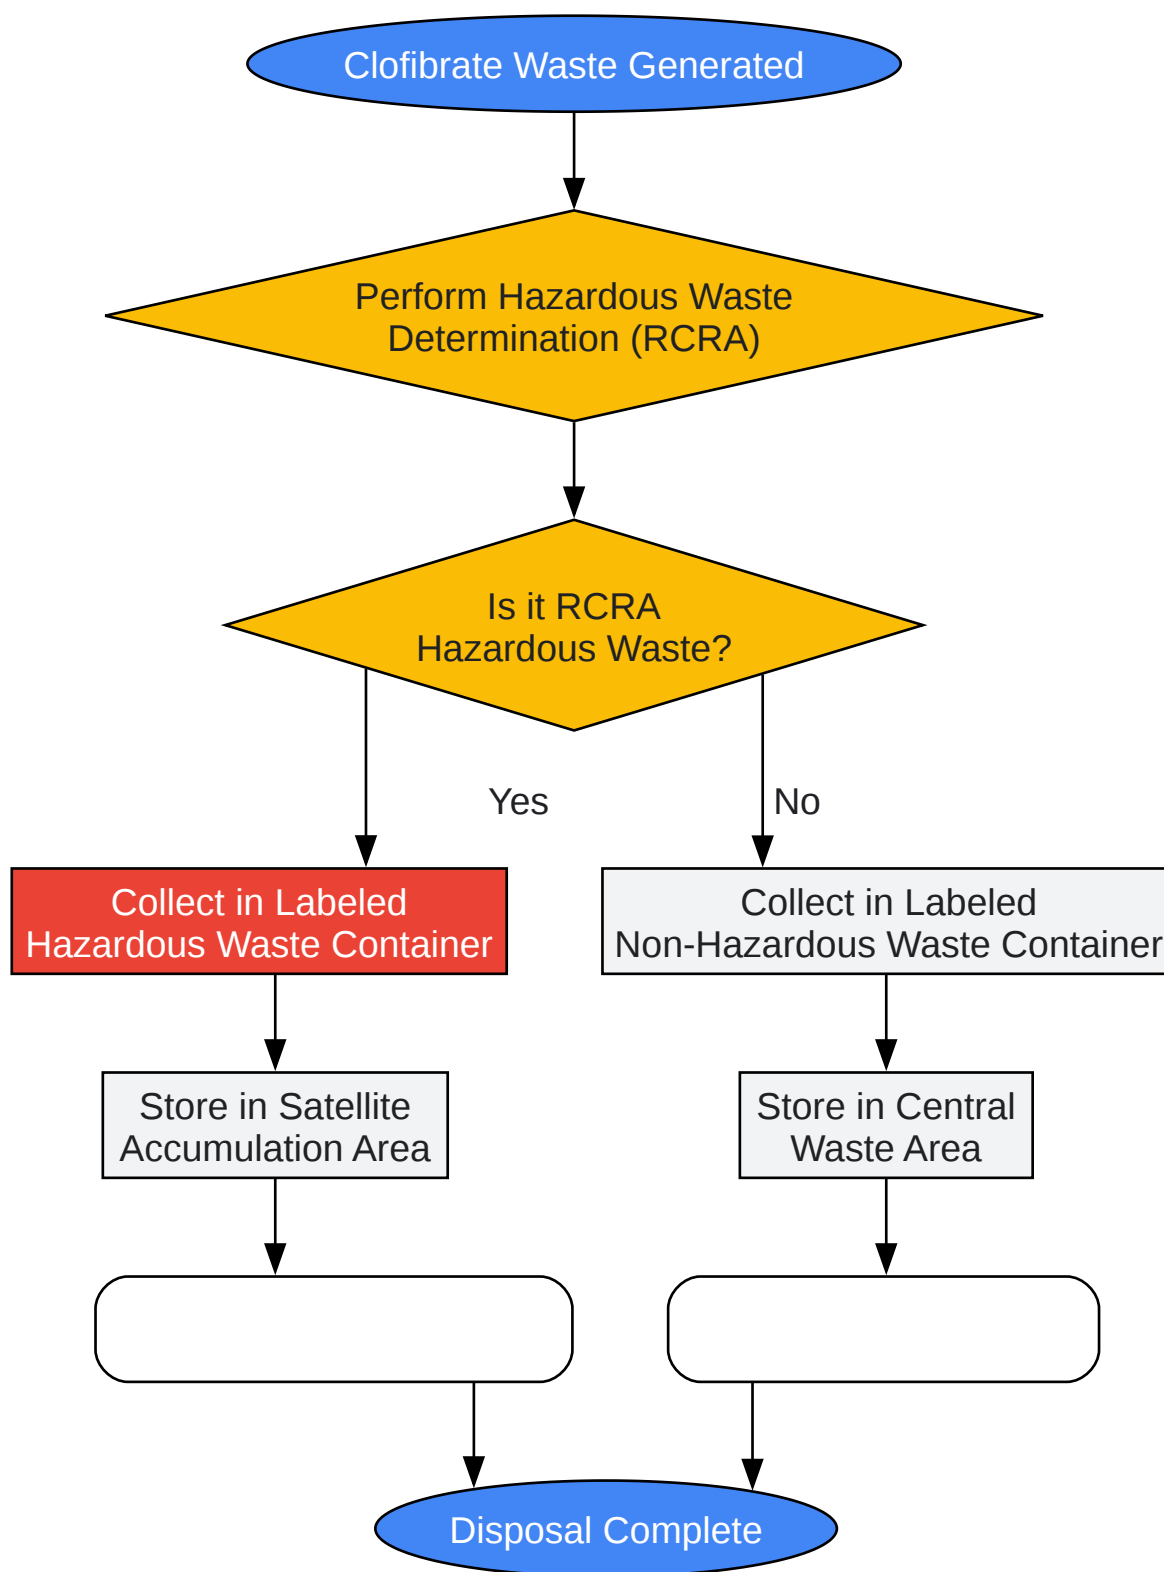 Clofibrate Waste Generated
Perform Hazardous Waste
Determination (RCRA)
Is it RCRA
Hazardous Waste?
Yes
No
Collect in Labeled
Hazardous Waste Container
Collect in Labeled
Non-Hazardous Waste Container
Store in Satellite
Accumulation Area
Store in Central
Waste Area
Disposal Complete